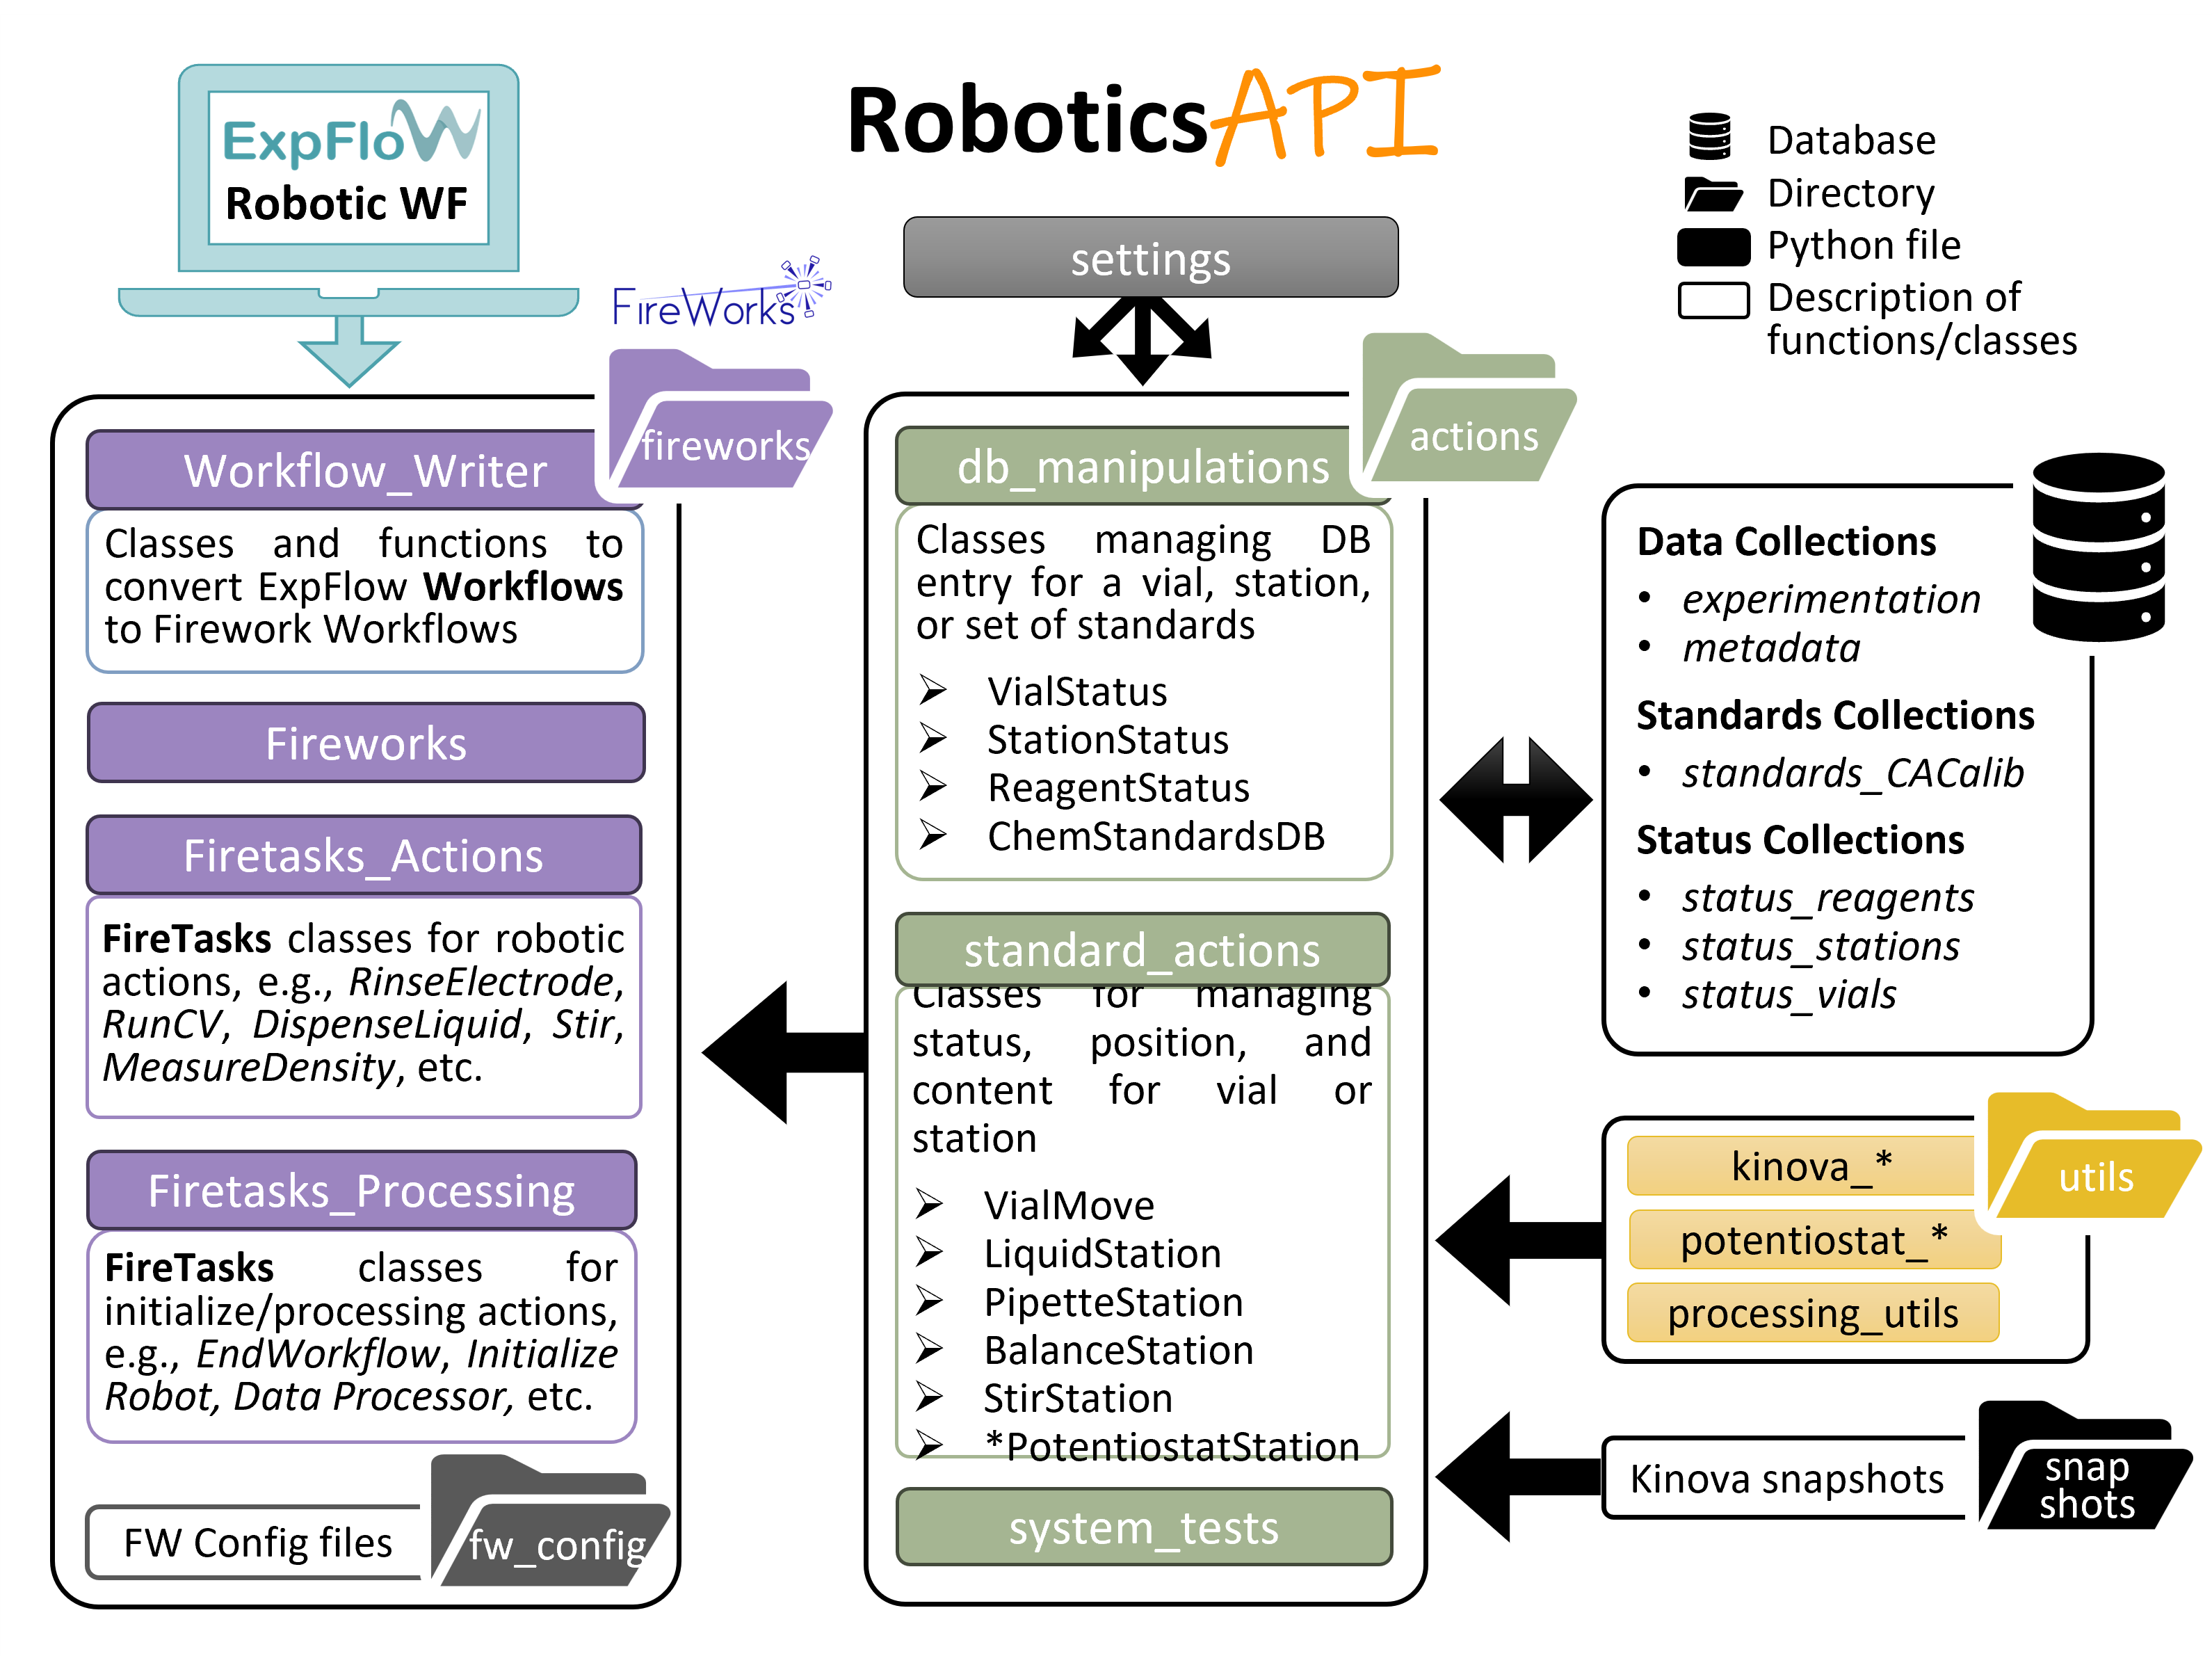 ExpFlow
Robotic WF
RoboticsAPI
Database
Directory
Python file
Description of
functions/classes
settings
FireWorks
fireworks
Workflow_Writer
Classes and functions to
convert ExpFlow Workflows
to Firework Workflows
Fireworks
Firetasks_Actions
FireTasks classes for robotic
actions, e.g., RinseElectrode,
RunCV, DispenseLiquid, Stir,
MeasureDensity, etc.
Firetasks_Processing
FireTasks classes for
initialize/processing actions,
e.g., EndWorkflow, Initialize
Robot, Data Processor, etc.
FW Config files
fw_config
actions
db_manipulations
Classes managing DB
entry for a vial, station,
or set of standards
➢ VialStatus
➢ StationStatus
➢ ReagentStatus
➢ ChemStandardsDB
standard_actions
Classes for managing
status, position, and
content for vial or
station
➢ VialMove
➢ LiquidStation
➢ PipetteStation
➢ BalanceStation
➢ StirStation
➢ *PotentiostatStation
system_tests
Data Collections
• experimentation
• metadata
Standards Collections
• standards_CACalib
Status Collections
• status_reagents
• status_stations
• status_vials
utils
kinova_*
potentiostat_*
processing_utils
Kinova snapshots
snap
shots